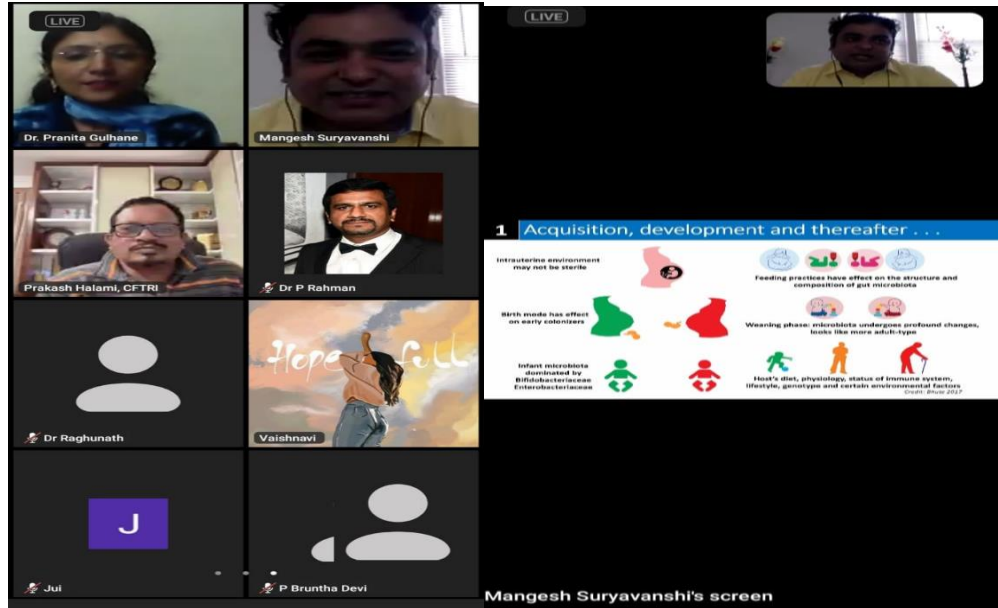 LIVE
Dr. Pranita Gulhane
Mangesh Suryavanshi
Prakash Halami, CFTRI
Dr P Rahman
Dr Raghunath
Hope full
Vaishnavi
J
Jui
P Bruntha Devi
LIVE
1 Acquisition, development and thereafter . . .
Intrauterine environment
may not be sterile
Feeding practices have effect on the structure and
composition of gut microbiota
Birth mode has effect
on early colonizers
Weaning phase: microbiota undergoes profound changes,
looks like more adult-type
Infant microbiota
dominated by
Bifidobacteriaceae
Enterobacteriaceae
Host's diet, physiology, status of immune system,
lifestyle, genotype and certain environmental factors
Credit: Bhute 2017
Mangesh Suryavanshi's screen